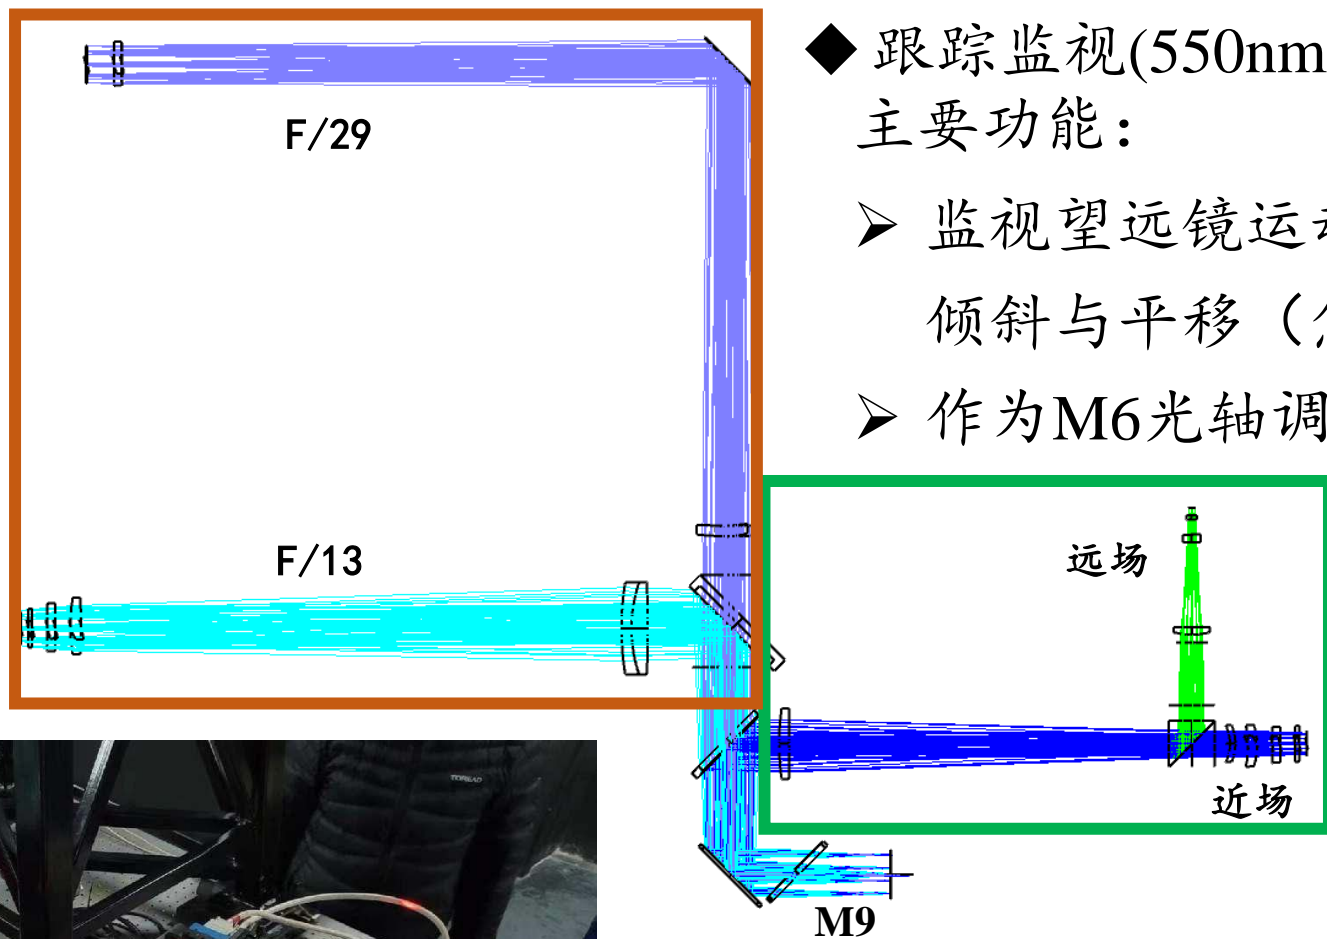 F/29
F/13
◆ 跟踪监视(550nm
主要功能：
➢ 监视望远镜运
倾斜与平移（
➢ 作为M6光轴调
远场
近场
M9
TOREAD